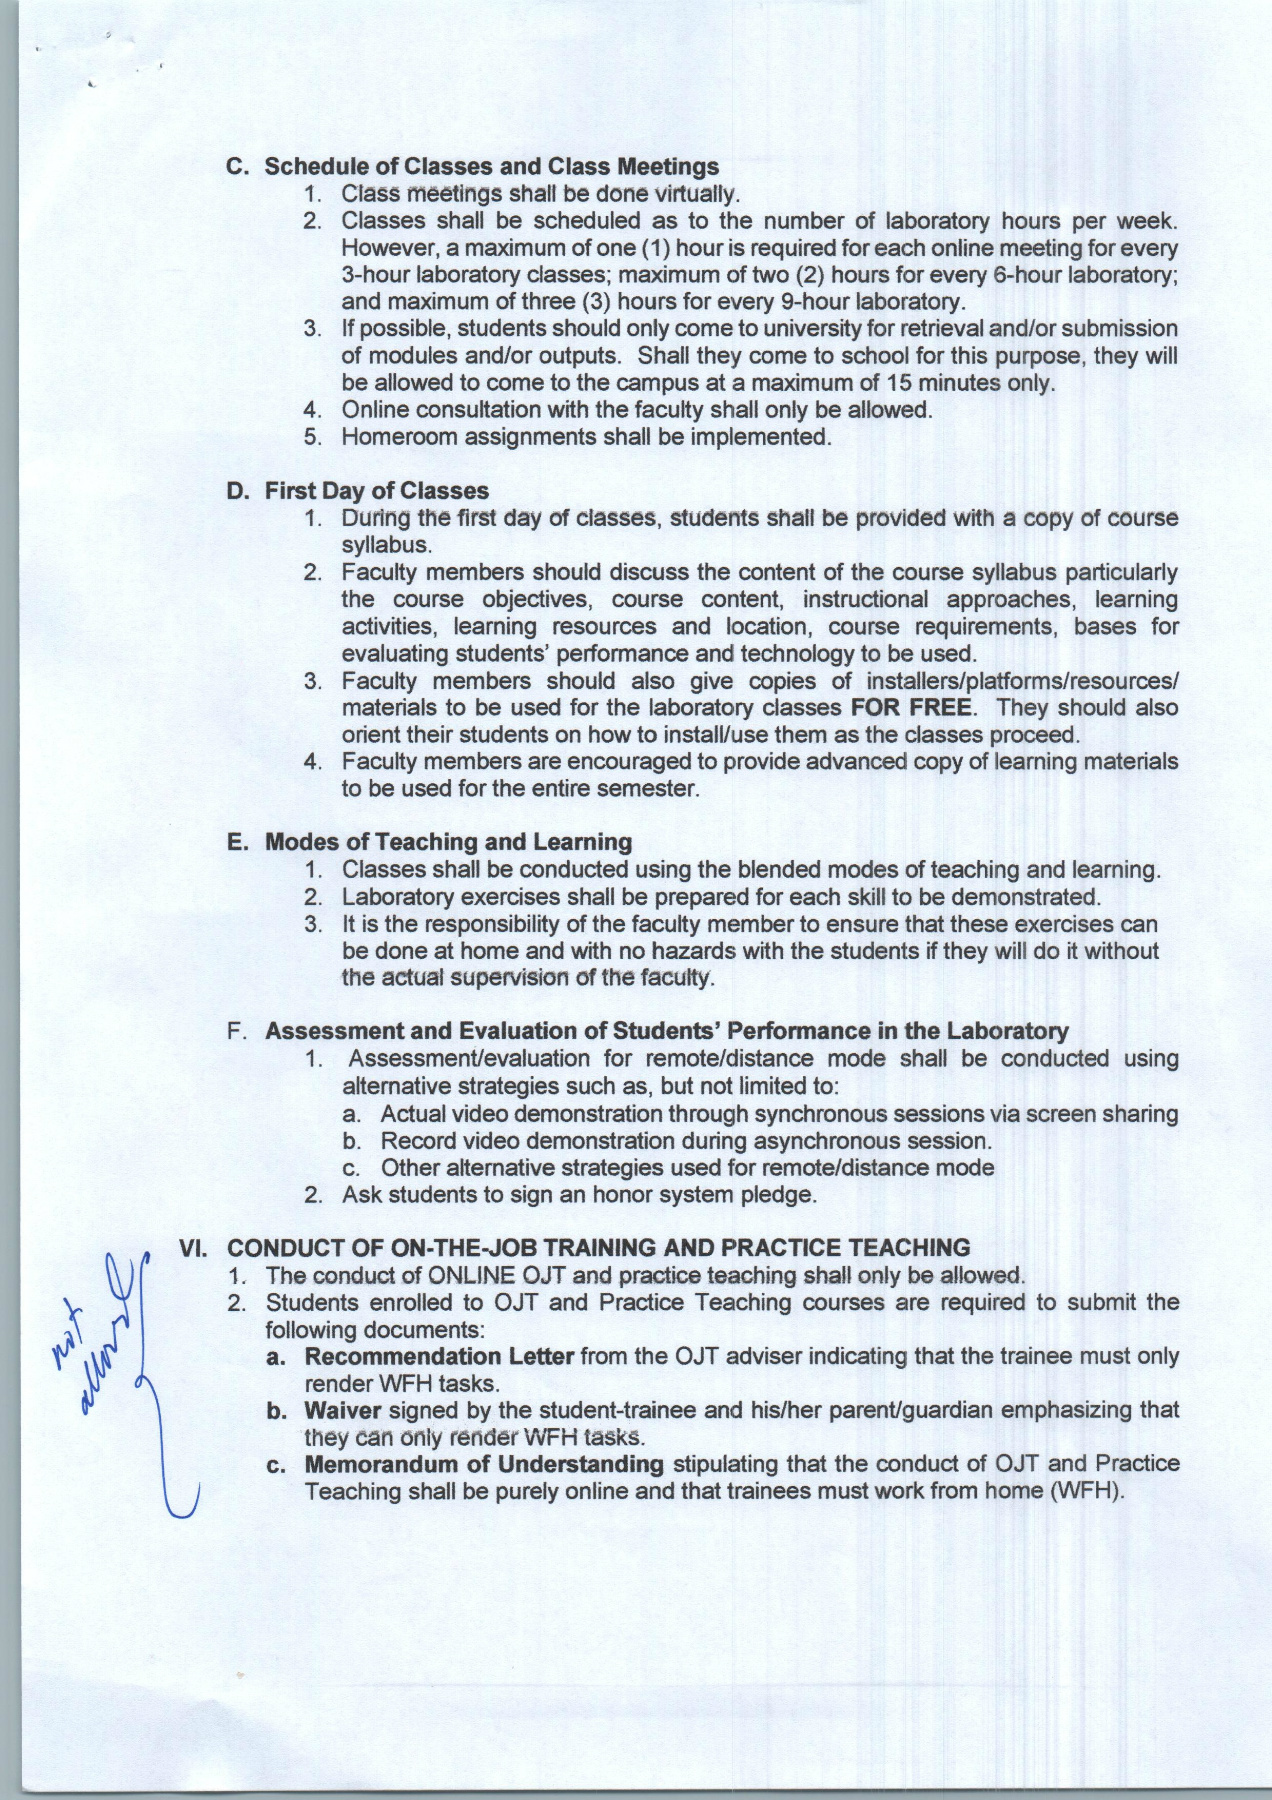 C. Schedule of Classes and Class Meetings
1. Class meetings shall be done virtually.
2. Classes shall be scheduled as to the number of laboratory hours per week.
However, a maximum of one (1) hour is required for each online meeting for every
3-hour laboratory classes; maximum of two (2) hours for every 6-hour laboratory;
and maximum of three (3) hours for every 9-hour laboratory.
3. If possible, students should only come to university for retrieval and/or submission
of modules and/or outputs. Shall they come to school for this purpose, they will
be allowed to come to the campus at a maximum of 15 minutes only.
4. Online consultation with the faculty shall only be allowed.
5. Homeroom assignments shall be implemented.
D. First Day of Classes
1. During the first day of classes, students shall be provided with a copy of course
syllabus.
2. Faculty members should discuss the content of the course syllabus particularly
the course objectives, course content, instructional approaches, learning
activities, learning resources and location, course requirements, bases for
evaluating students' performance and technology to be used.
3. Faculty members should also give copies of installers/platforms/resources/
materials to be used for the laboratory classes FOR FREE. They should also
orient their students on how to install/use them as the classes proceed.
4. Faculty members are encouraged to provide advanced copy of learning materials
to be used for the entire semester.
E. Modes of Teaching and Learning
1. Classes shall be conducted using the blended modes of teaching and learning.
2. Laboratory exercises shall be prepared for each skill to be demonstrated.
3. It is the responsibility of the faculty member to ensure that these exercises can
be done at home and with no hazards with the students if they will do it without
the actual supervision of the faculty.
F. Assessment and Evaluation of Students' Performance in the Laboratory
1. Assessment/evaluation for remote/distance mode shall be conducted using
alternative strategies such as, but not limited to:
a. Actual video demonstration through synchronous sessions via screen sharing
b. Record video demonstration during asynchronous session.
c. Other alternative strategies used for remote/distance mode
2. Ask students to sign an honor system pledge.
VI. CONDUCT OF ON-THE-JOB TRAINING AND PRACTICE TEACHING
1. The conduct of ONLINE OJT and practice teaching shall only be allowed.
2. Students enrolled to OJT and Practice Teaching courses are required to submit the
following documents:
a. Recommendation Letter from the OJT adviser indicating that the trainee must only
render WFH tasks.
b. Waiver signed by the student-trainee and his/her parent/guardian emphasizing that
they can only render WFH tasks.
c. Memorandum of Understanding stipulating that the conduct of OJT and Practice
Teaching shall be purely online and that trainees must work from home (WFH).
not
allowed